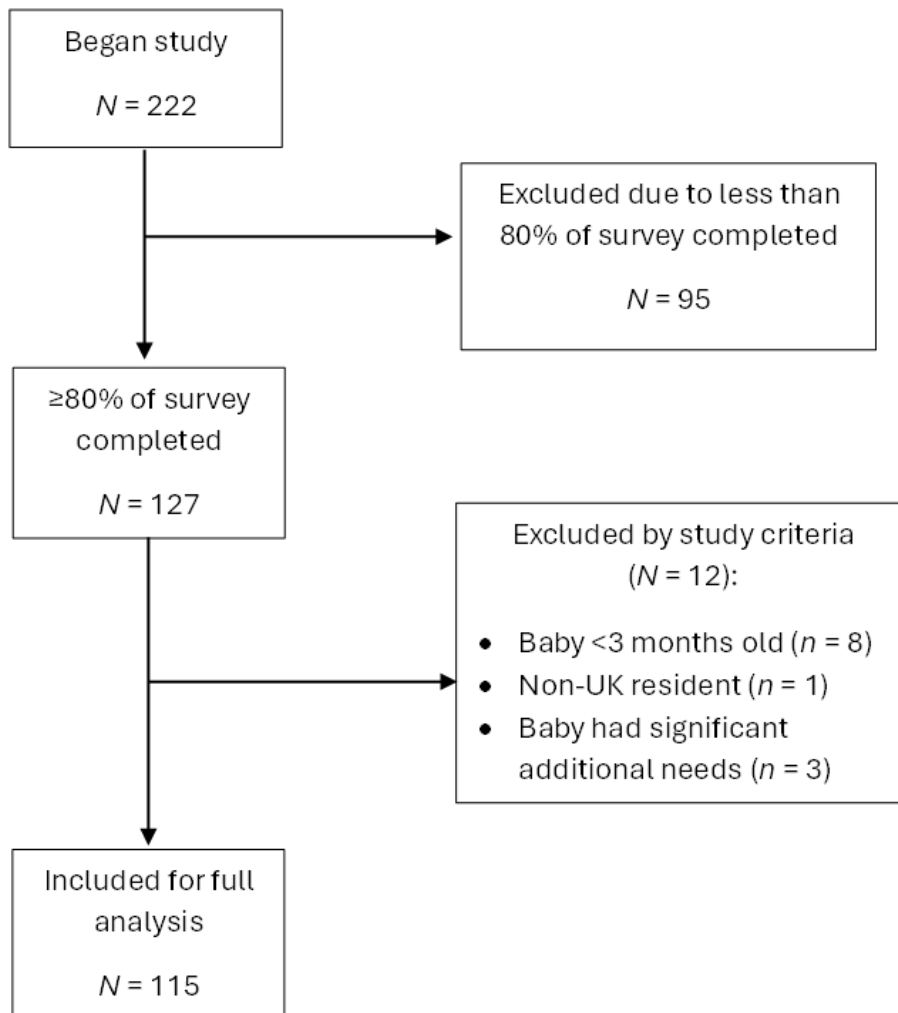 Began study
N = 222
Excluded due to less than
80% of survey completed
N = 95
≥80% of survey
completed
N = 127
Excluded by study criteria
(N = 12):
• Baby <3 months old (n = 8)
• Non-UK resident (n = 1)
• Baby had significant
additional needs (n = 3)
Included for full
analysis
N = 115